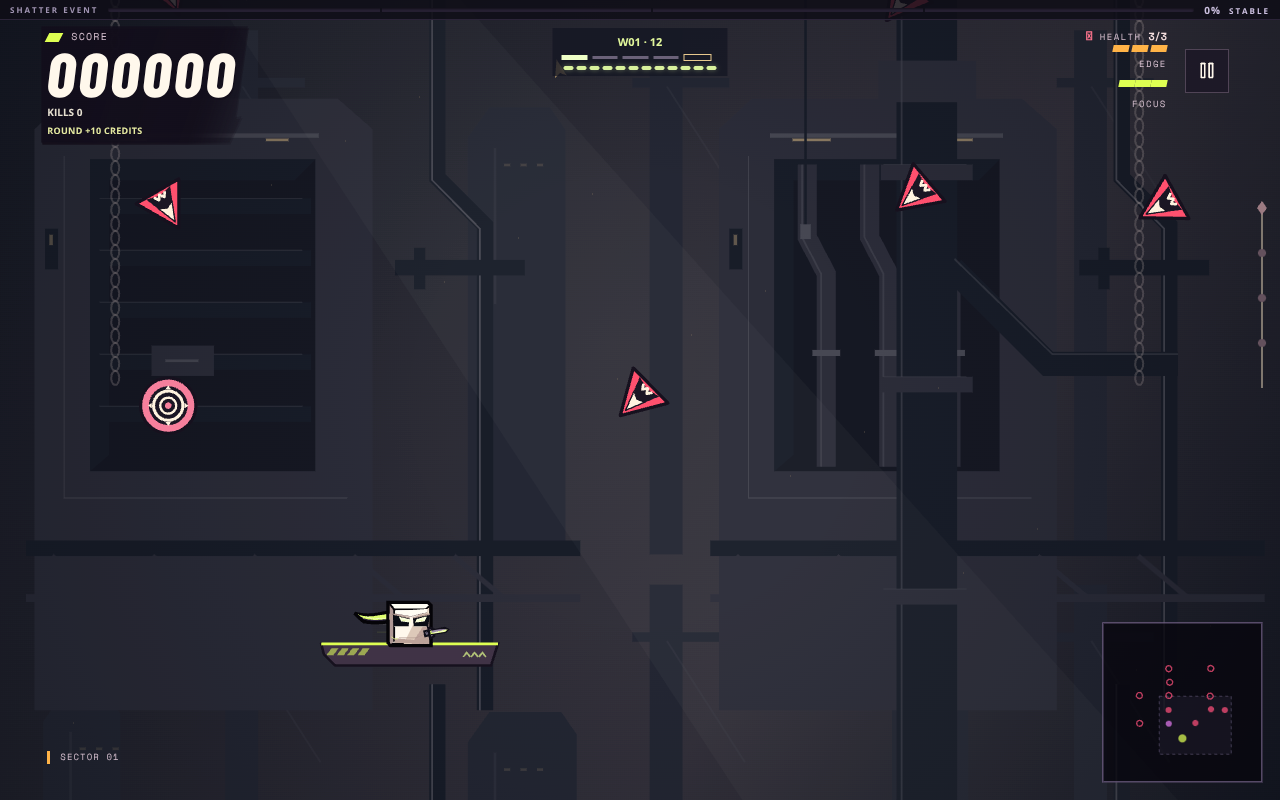 SHATTER EVENT
0% STABLE
SCORE
000000
KILLS 0
ROUND +10 CREDITS
W01 · 12
HEALTH 3/3
EDGE
FOCUS
SECTOR 01